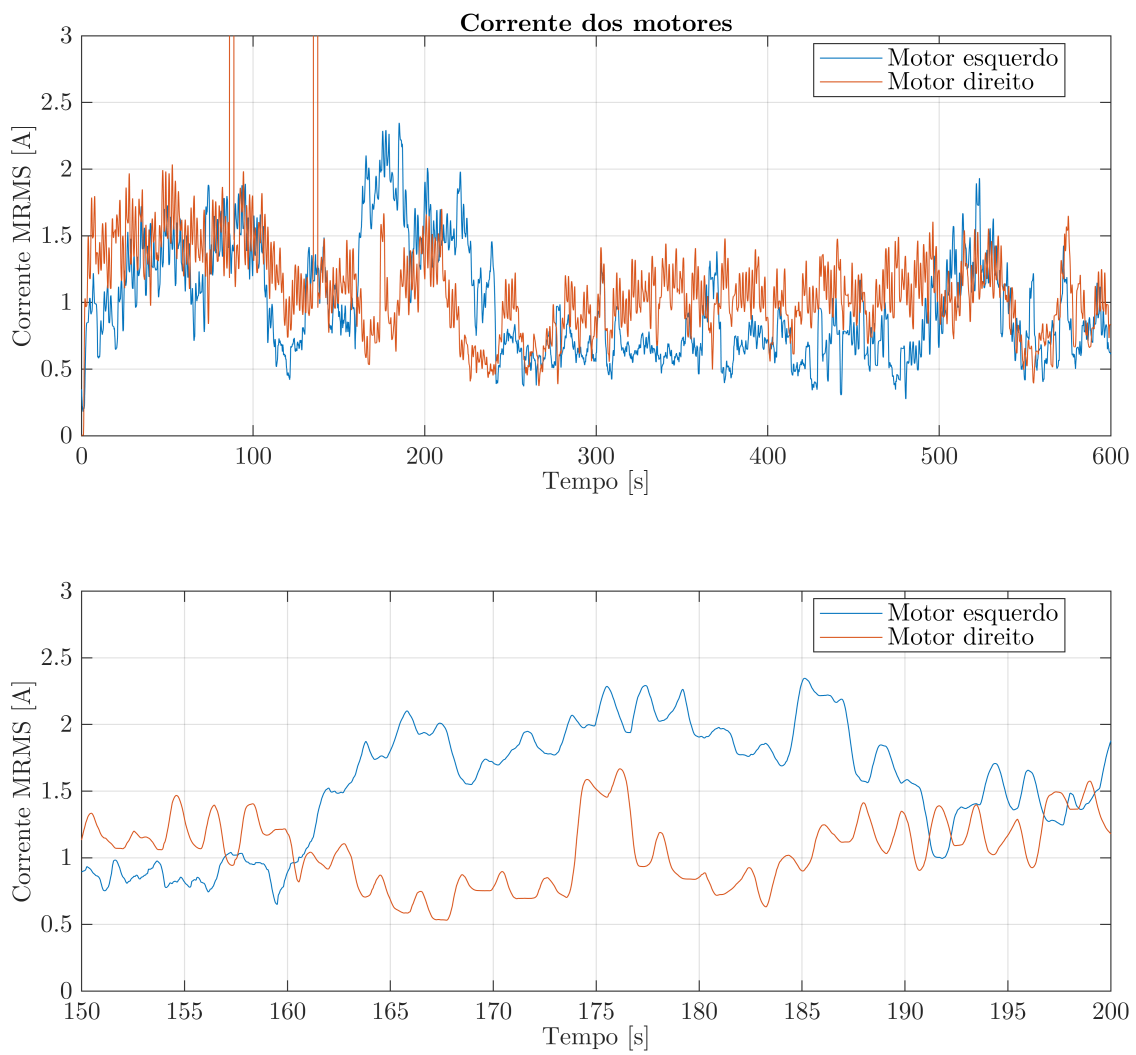 Corrente dos motores
Corrente MRMS [A]
3
2.5
2
1.5
1
0.5
0
Motor esquerdo
Motor direito
0 100 200 300 400 500 600
Tempo [s]
Corrente MRMS [A]
3
2.5
2
1.5
1
0.5
0
Motor esquerdo
Motor direito
150 155 160 165 170 175 180 185 190 195 200
Tempo [s]